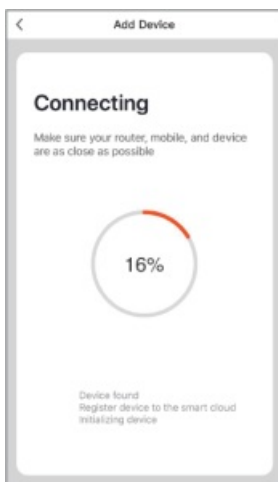 Add Device
Connecting
Make sure your router, mobile, and device
are as close as possible
16%
Device found
Register device to the smart cloud
Initializing device